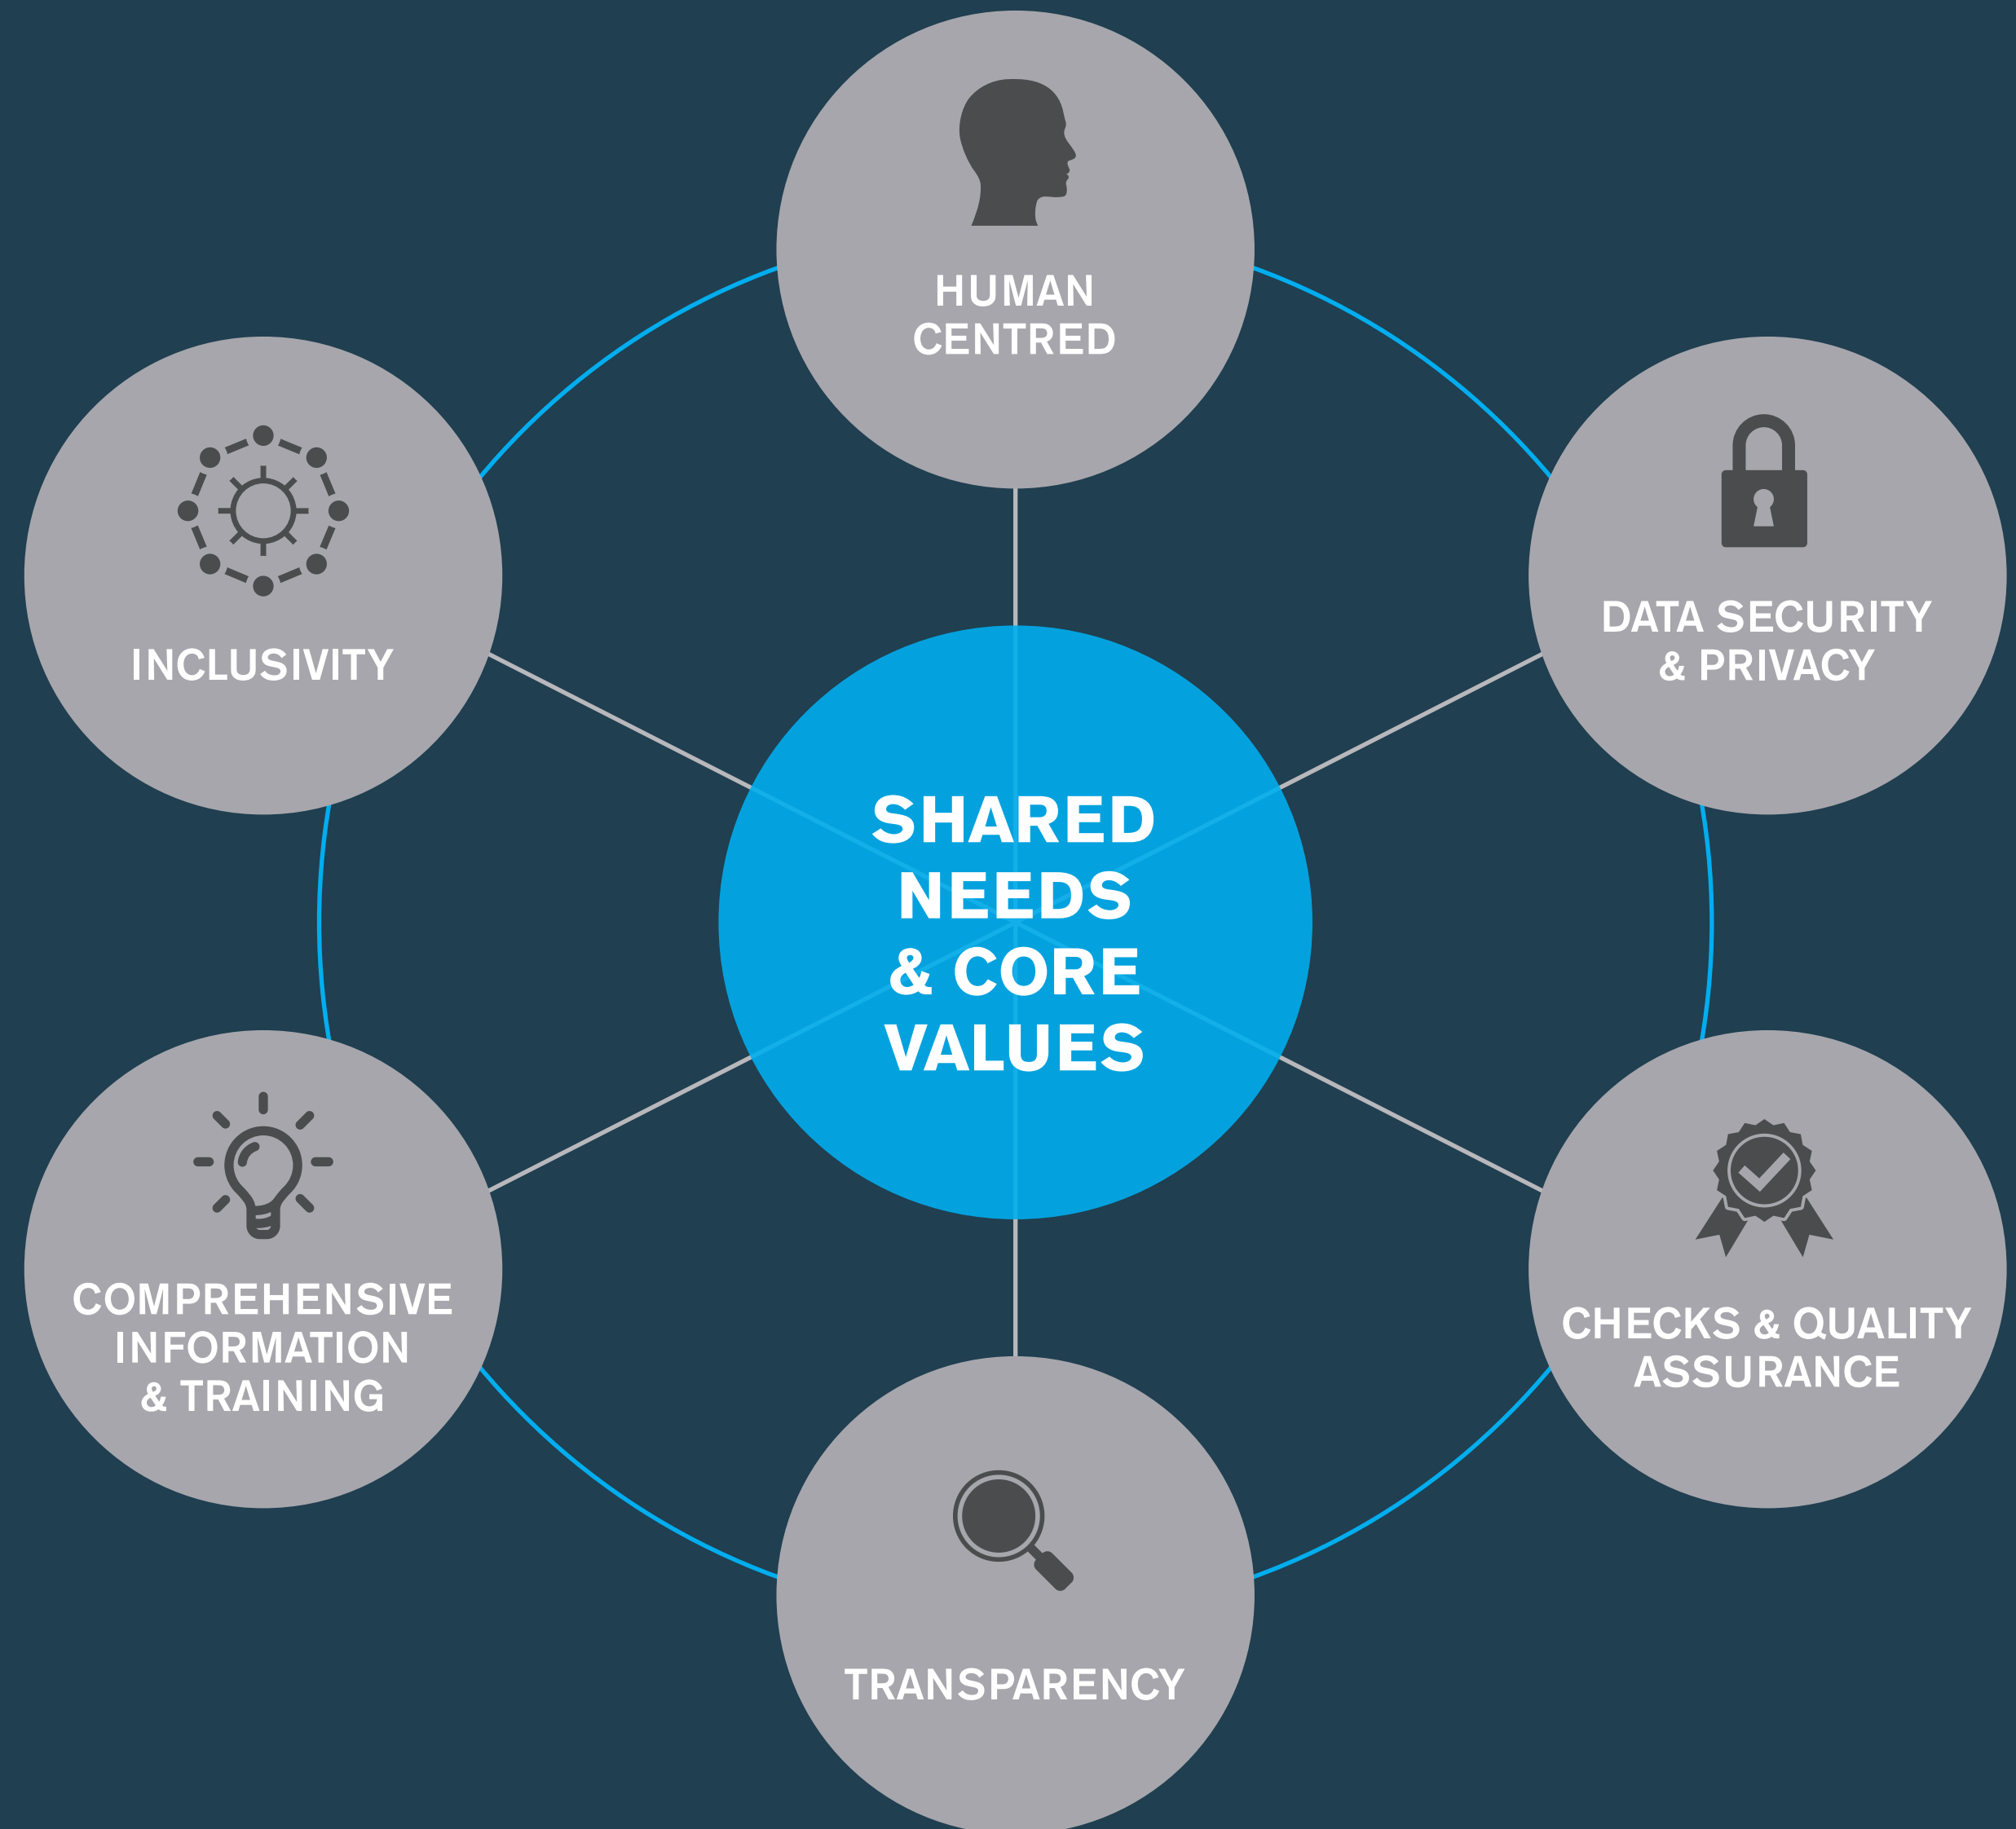 HUMAN
CENTRED
INCLUSIVITY
DATA SECURITY
& PRIVACY
SHARED
NEEDS
& CORE
VALUES
COMPREHENSIVE
INFORMATION
& TRAINING
CHECKS & QUALITY
ASSURANCE
TRANSPARENCY